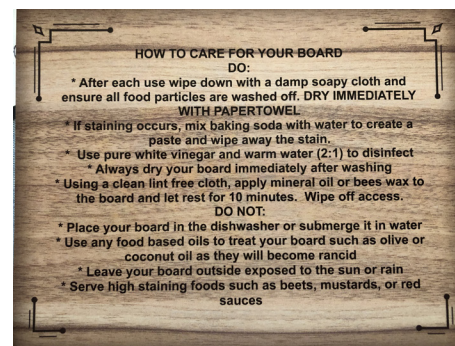 HOW TO CARE FOR YOUR BOARD
DO:
* After each use wipe down with a damp soapy cloth and
ensure all food particles are washed off. DRY IMMEDIATELY
WITH PAPERTOWEL
* If staining occurs, mix baking soda with water to create a
paste and wipe away the stain.
* Use pure white vinegar and warm water (2:1) to disinfect
* Always dry your board immediately after washing
* Using a clean lint free cloth, apply mineral oil or bees wax to
the board and let rest for 10 minutes. Wipe off access.
DO NOT:
* Place your board in the dishwasher or submerge it in water
* Use any food based oils to treat your board such as olive or
coconut oil as they will become rancid
* Leave your board outside exposed to the sun or rain
* Serve high staining foods such as beets, mustards, or red
sauces